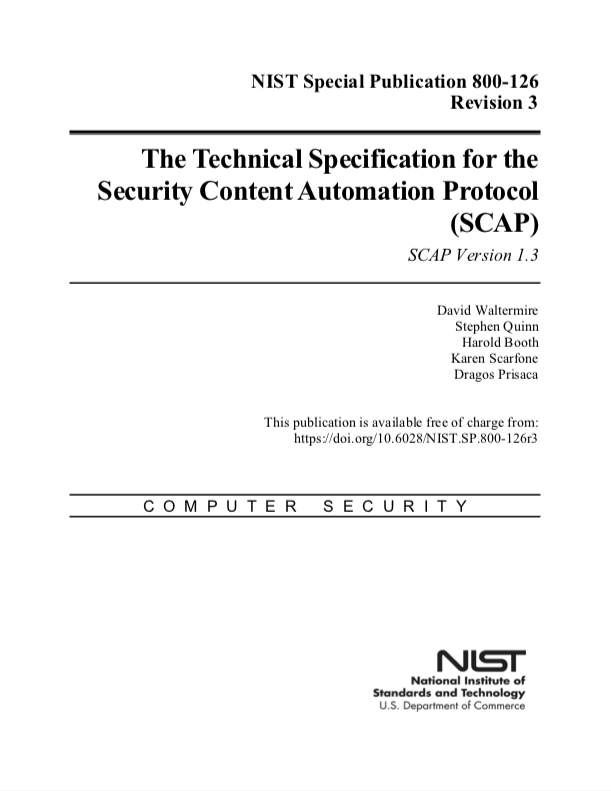 NIST Special Publication 800-126
Revision 3
The Technical Specification for the
Security Content Automation Protocol
(SCAP)
SCAP Version 1.3
David Waltermire
Stephen Quinn
Harold Booth
Karen Scarfone
Dragos Prisaca
This publication is available free of charge from:
https://doi.org/10.6028/NIST.SP.800-126r3
COMPUTER SECURITY
NIST
National Institute of
Standards and Technology
U.S. Department of Commerce